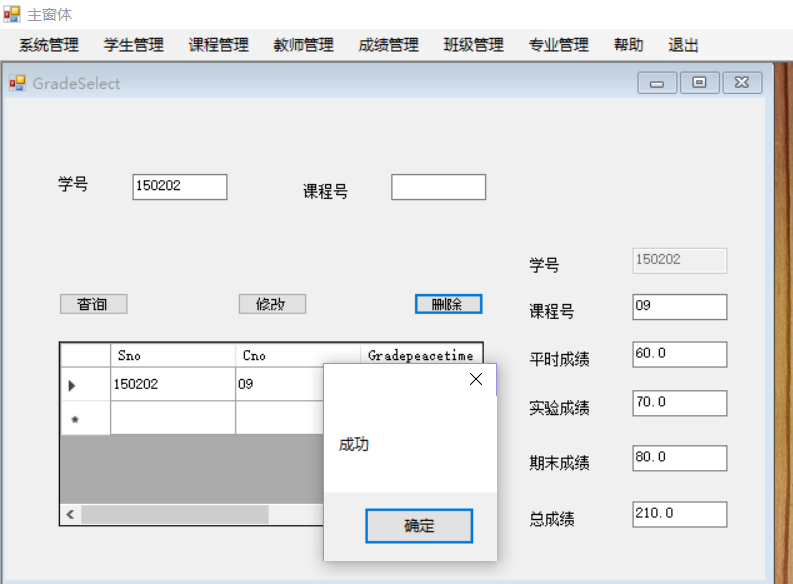 主窗体
系统管理 学生管理 课程管理 教师管理 成绩管理 班级管理 专业管理 帮助 退出
GradeSelect
学号 150202 课程号
学号 150202
查询 修改 删除
课程号 09
Sno Cno Gradepeacetime
平时成绩 60.0
150202 09
实验成绩 70.0
成功
期末成绩 80.0
总成绩 210.0
确定